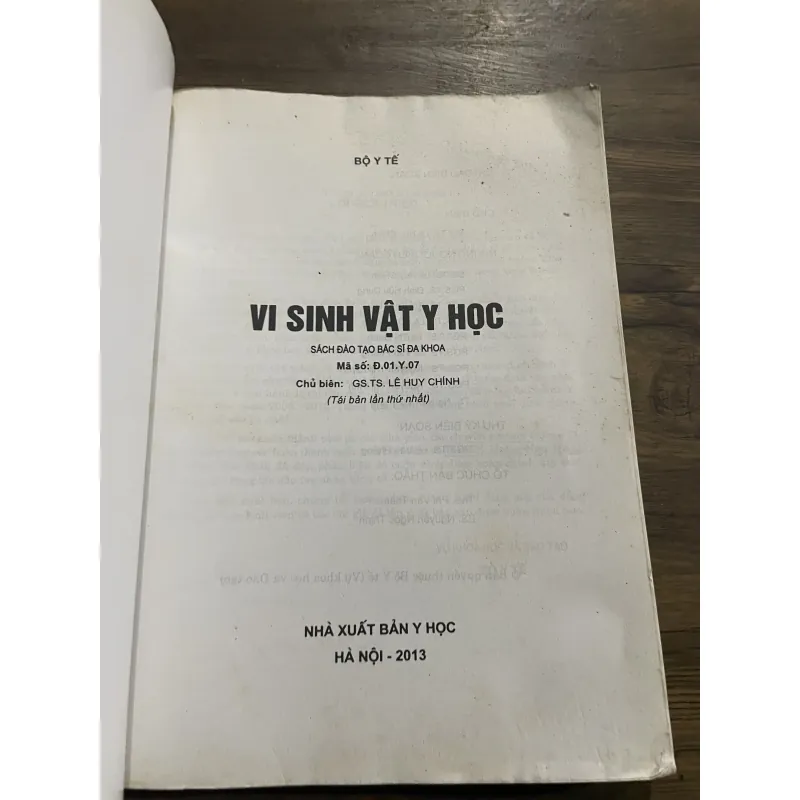 BỘ Y TẾ
VI SINH VẬT Y HỌC
SÁCH ĐÀO TẠO BÁC SĨ ĐA KHOA
Mã số: Đ.01.Y.07
Chủ biên: GS.TS. LÊ HUY CHÍNH
(Tái bản lần thứ nhất)
NHÀ XUẤT BẢN Y HỌC
HÀ NỘI - 2013